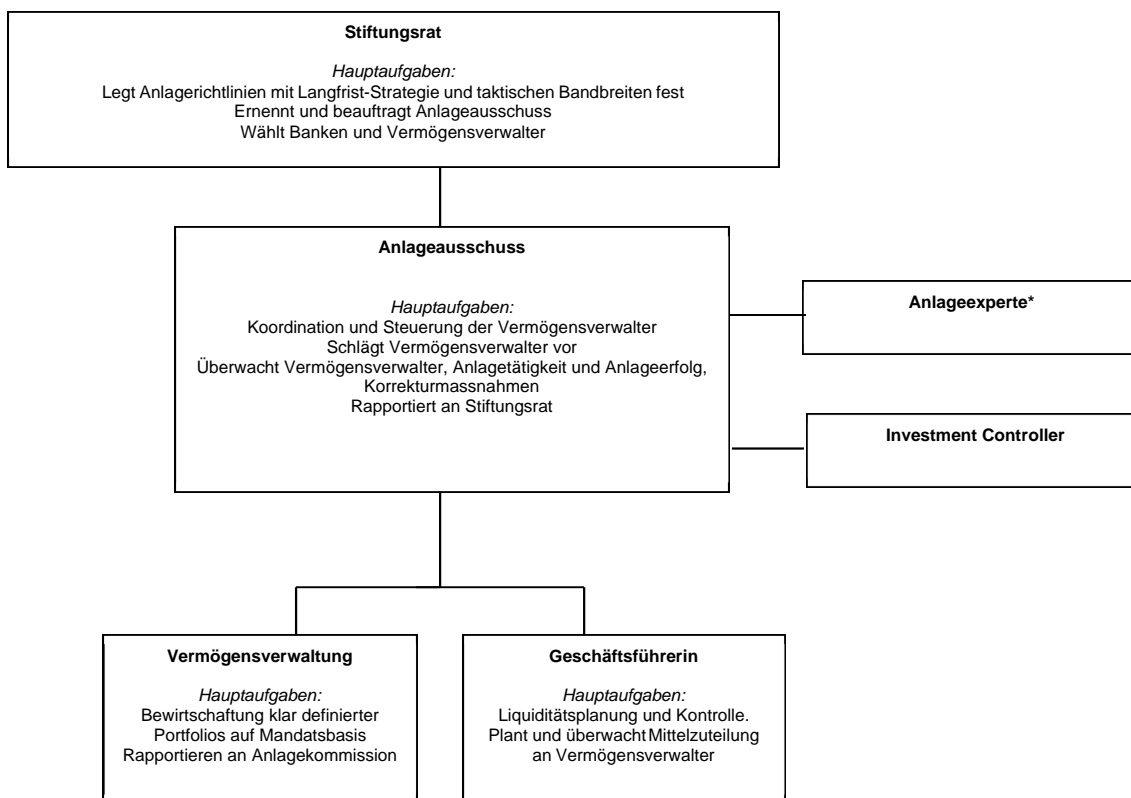 Stiftungsrat
Hauptaufgaben:
Legt Anlagerichtlinien mit Langfrist-Strategie und taktischen Bandbreiten fest
Ernennt und beauftragt Anlageausschuss
Wählt Banken und Vermögensverwalter
Anlageausschuss
Hauptaufgaben:
Koordination und Steuerung der Vermögensverwalter
Schlägt Vermögensverwalter vor
Überwacht Vermögensverwalter, Anlagetätigkeit und Anlageerfolg,
Korrekturmassnahmen
Rapportiert an Stiftungsrat
Anlageexperte*
Investment Controller
Vermögensverwaltung
Hauptaufgaben:
Bewirtschaftung klar definierter
Portfolios auf Mandatsbasis
Rapportieren an Anlagekommission
Geschäftsführerin
Hauptaufgaben:
Liquiditätsplanung und Kontrolle.
Plant und überwacht Mittelzuteilung
an Vermögensverwalter